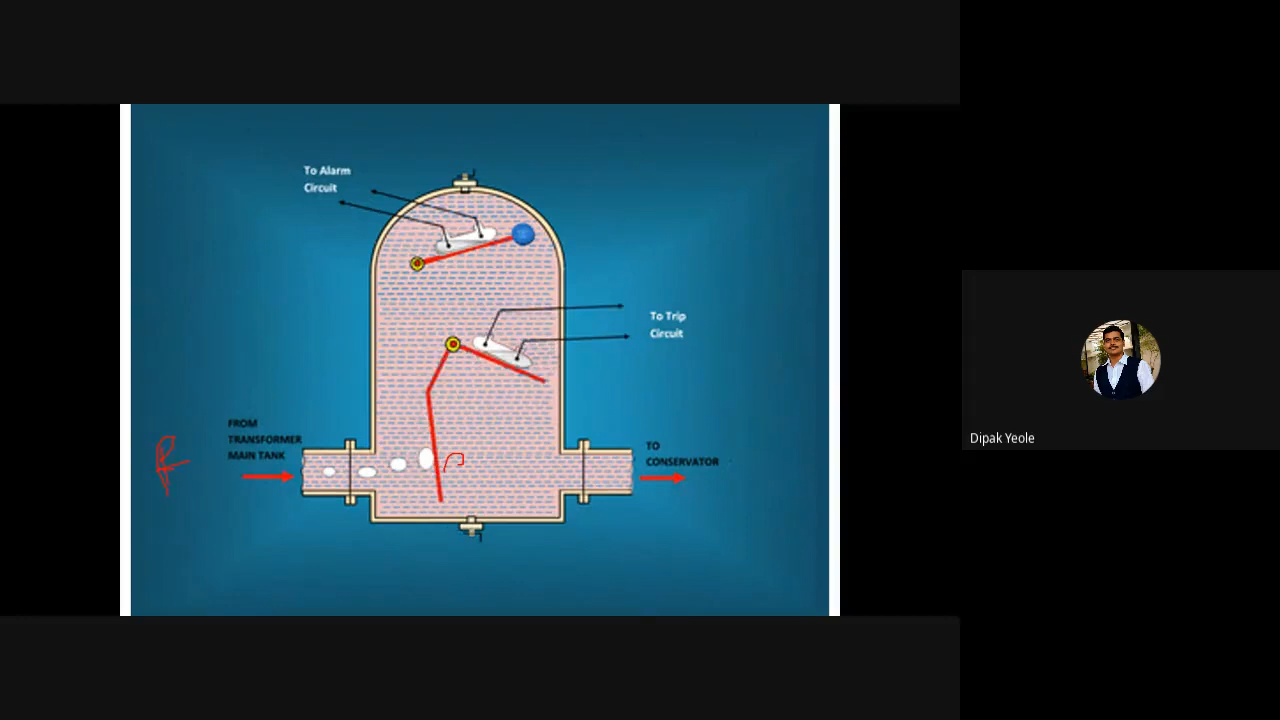 To Alarm
Circuit
To Trip
Circuit
FROM
TRANSFORMER
MAIN TANK
TO
CONSERVATOR
Dipak Yeole